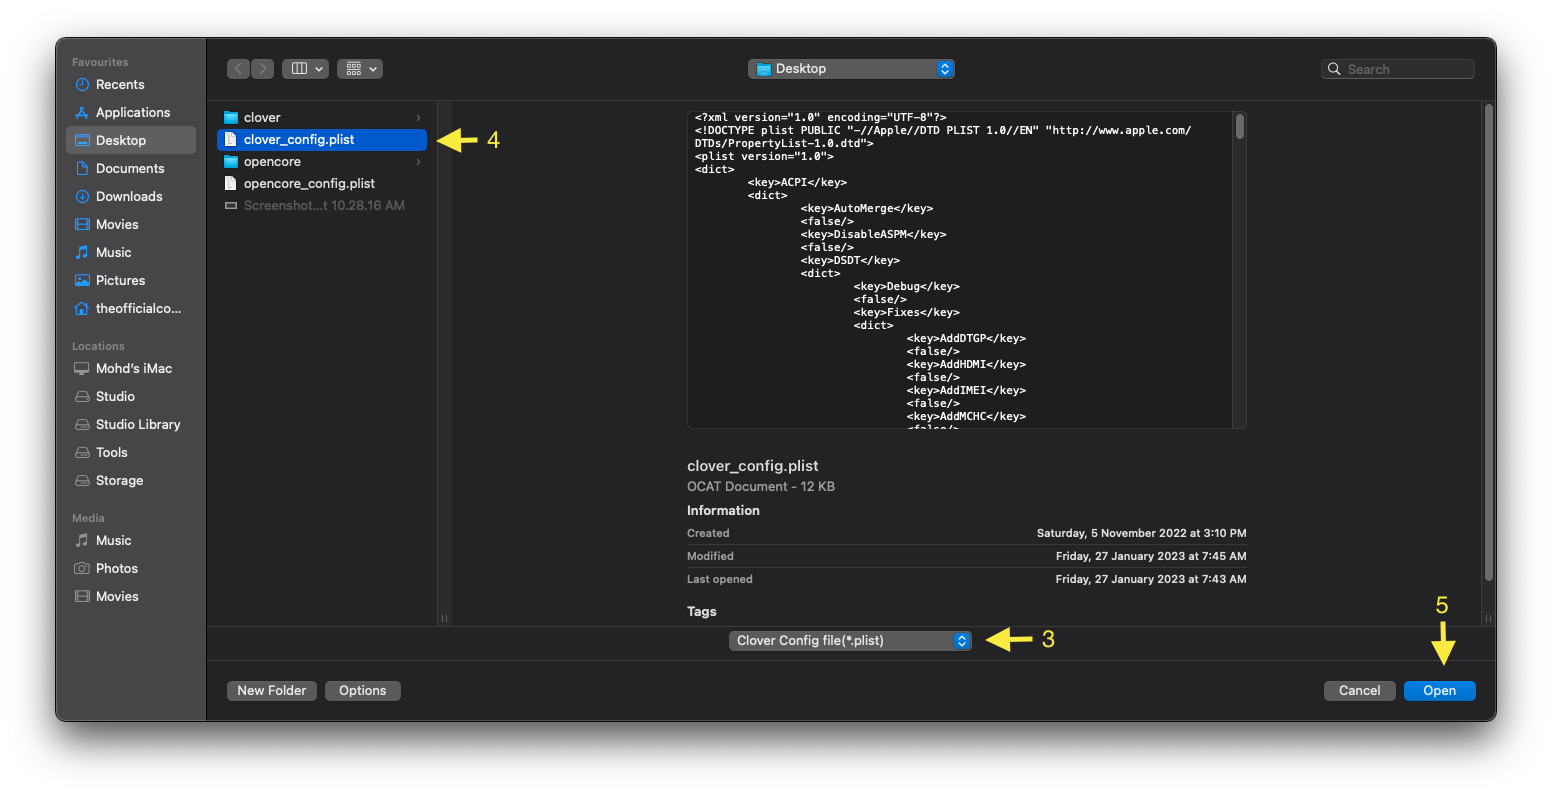 Favourites
Recents
Applications
Desktop
Documents
Downloads
Movies
Music
Pictures
theofficialco...
Locations
Mohd's iMac
Studio
Studio Library
Tools
Storage
Media
Music
Photos
Movies
Desktop
Search
clover
clover_config.plist
opencore
opencore_config.plist
Screenshot...t 10.28.16 AM
4
<?xml version="1.0" encoding="UTF-8"?>
<!DOCTYPE plist PUBLIC "-//Apple//DTD PLIST 1.0//EN" "http://www.apple.com/
DTDs/PropertyList-1.0.dtd">
<plist version="1.0">
<dict>
<key>ACPI</key>
<dict>
<key>AutoMerge</key>
<false/>
<key>DisableASPM</key>
<false/>
<key>DSDT</key>
<dict>
<key>Debug</key>
<false/>
<key>Fixes</key>
<dict>
<key>AddDTGP</key>
<false/>
<key>AddHDMI</key>
<false/>
<key>AddIMEI</key>
<false/>
<key>AddMCHC</key>
<false/>
clover_config.plist
OCAT Document - 12 KB
Information
Created Saturday, 5 November 2022 at 3:10 PM
Modified Friday, 27 January 2023 at 7:45 AM
Last opened Friday, 27 January 2023 at 7:43 AM
Tags
5
Clover Config file(*.plist)
3
New Folder Options Cancel Open